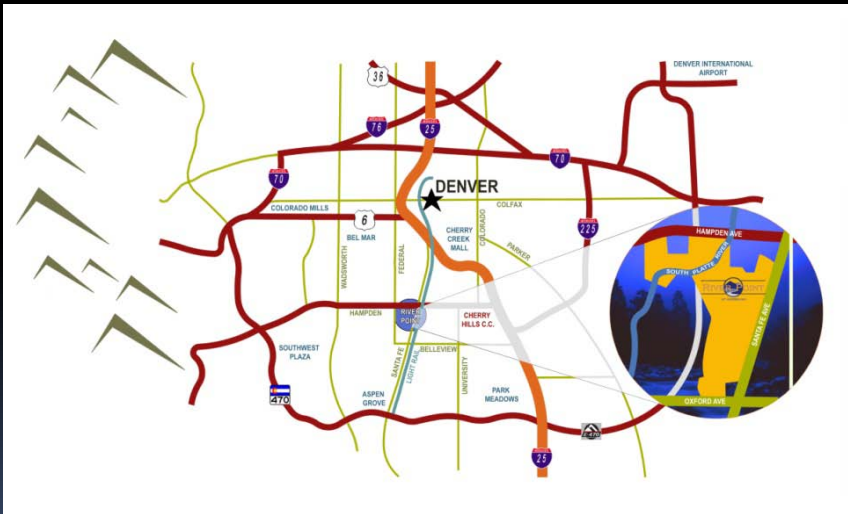 DENVER INTERNATIONAL
AIRPORT
36
76
25
70
70
DENVER
COLORADO MILLS
COLFAX
6
BEL MAR
CHERRY
CREEK
MALL
COLORADO
225
PARKER
WADSWORTH
FEDERAL
HAMPDEN AVE
SOUTH PLATTE RIVER
RIVER POINT
SANTA FE AVE
OXFORD AVE
HAMPDEN
RIVER
POINT
CHERRY
HILLS C.C.
SOUTHWEST
PLAZA
SANTA FE
LIGHT RAIL
BELLEVIEW
UNIVERSITY
470
ASPEN
GROVE
PARK
MEADOWS
E-470
25